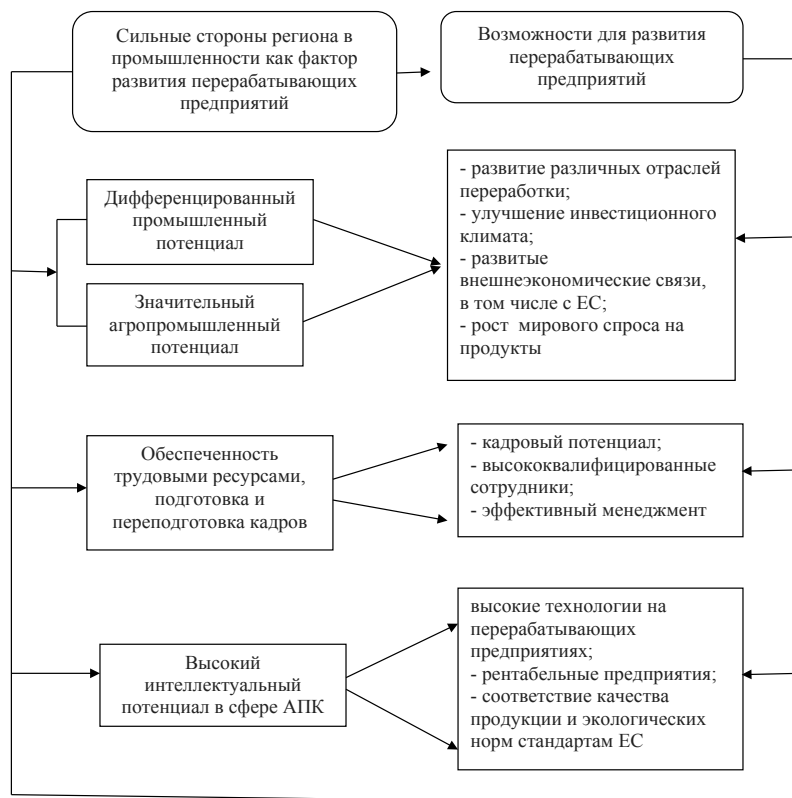 Сильные стороны региона в
промышленности как фактор
развития перерабатывающих
предприятий
Возможности для развития
перерабатывающих
предприятий
Дифференцированный
промышленный
потенциал
Значительный
агропромышленный
потенциал
- развитие различных отраслей
переработки;
- улучшение инвестиционного
климата;
- развитые
внешнеэкономические связи,
в том числе с ЕС;
- рост мирового спроса на
продукты
Обеспеченность
трудовыми ресурсами,
подготовка и
переподготовка кадров
- кадровый потенциал;
- высококвалифицированные
сотрудники;
- эффективный менеджмент
Высокий
интеллектуальный
потенциал в сфере АПК
высокие технологии на
перерабатывающих
предприятиях;
- рентабельные предприятия;
- соответствие качества
продукции и экологических
норм стандартам ЕС